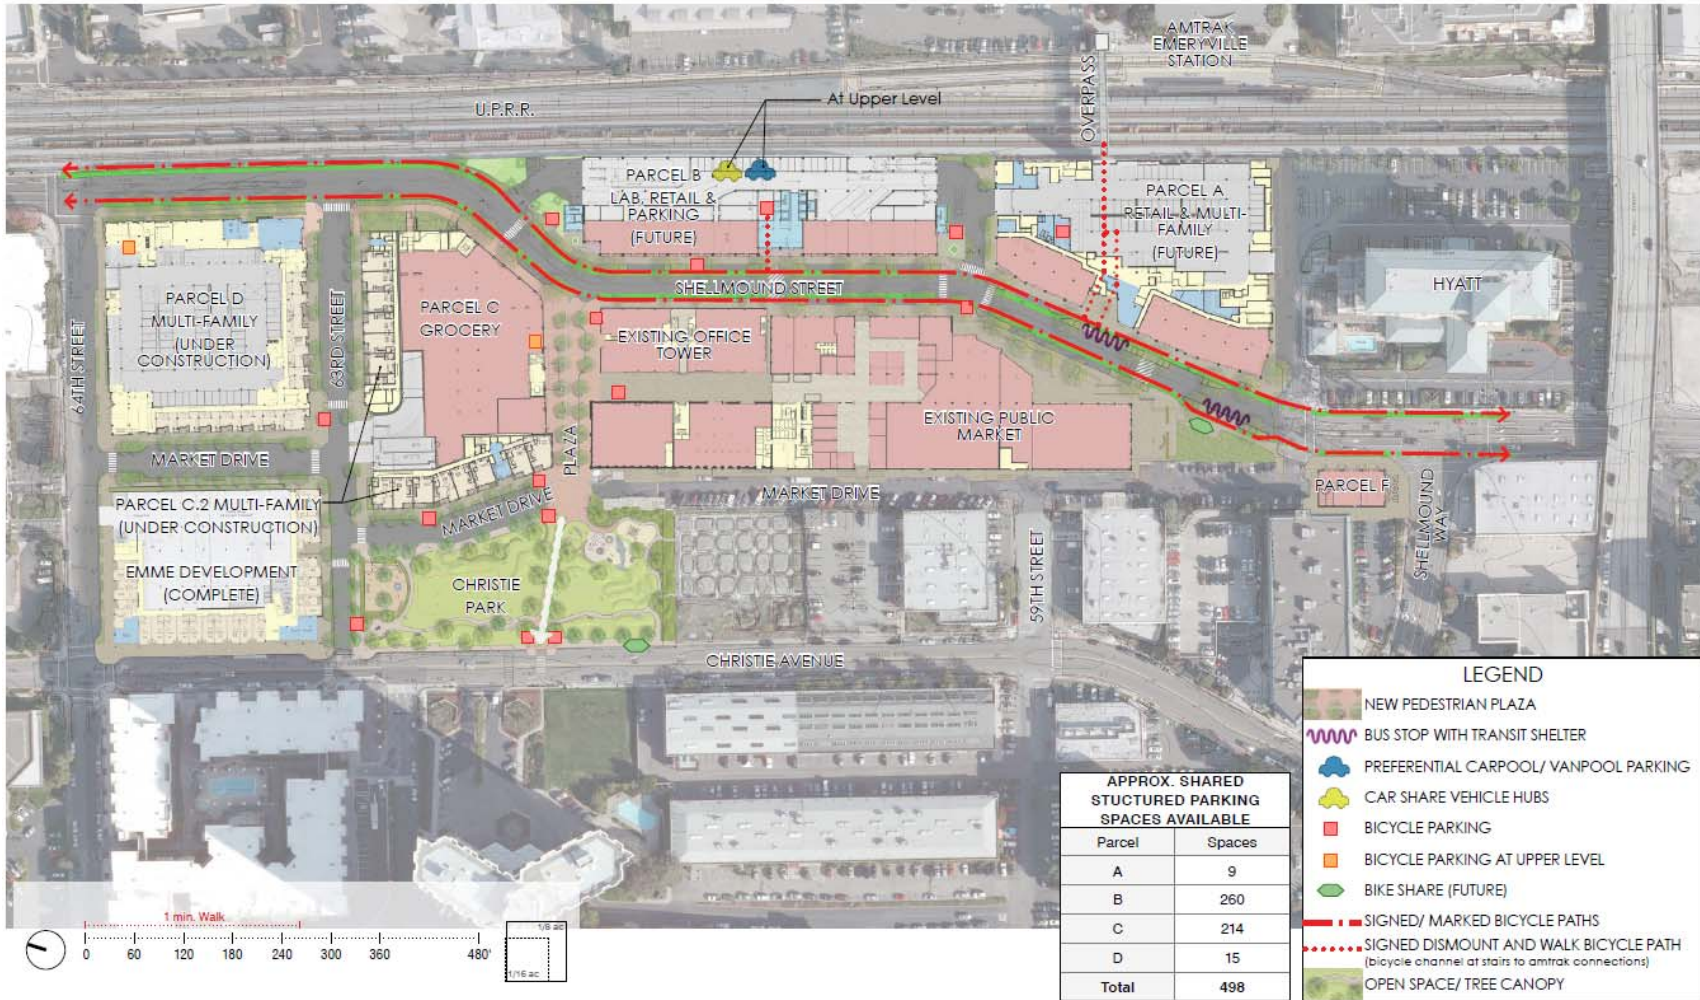 AMTRAK
EMERYVILLE
STATION
OVERPASS
U.P.R.R.
At Upper Level
PARCEL B
LAB, RETAIL &
PARKING
(FUTURE)
PARCEL A
RETAIL & MULTI-
FAMILY
(FUTURE)
HYATT
SHELLMOUND STREET
64TH STREET
PARCEL D
MULTI-FAMILY
(UNDER
CONSTRUCTION)
63RD STREET
PARCEL C
GROCERY
EXISTING OFFICE
TOWER
EXISTING PUBLIC
MARKET
PLAZA
MARKET DRIVE
PARCEL C.2 MULTI-FAMILY
(UNDER CONSTRUCTION)
MARKET DRIVE
MARKET DRIVE
PARCEL F
SHELLMOUND
WAY
EMME DEVELOPMENT
(COMPLETE)
CHRISTIE
PARK
59TH STREET
CHRISTIE AVENUE
LEGEND
NEW PEDESTRIAN PLAZA
BUS STOP WITH TRANSIT SHELTER
PREFERENTIAL CARPOOL/ VANPOOL PARKING
CAR SHARE VEHICLE HUBS
BICYCLE PARKING
BICYCLE PARKING AT UPPER LEVEL
BIKE SHARE (FUTURE)
SIGNED/ MARKED BICYCLE PATHS
SIGNED DISMOUNT AND WALK BICYCLE PATH
(bicycle channel at stairs to amtrak connections)
OPEN SPACE/ TREE CANOPY
APPROX. SHARED
STUCTURED PARKING
SPACES AVAILABLE
Parcel Spaces
A 9
B 260
C 214
D 15
Total 498
1 min. Walk
0 60 120 180 240 300 360 480'
1/8 ac
1/16 ac